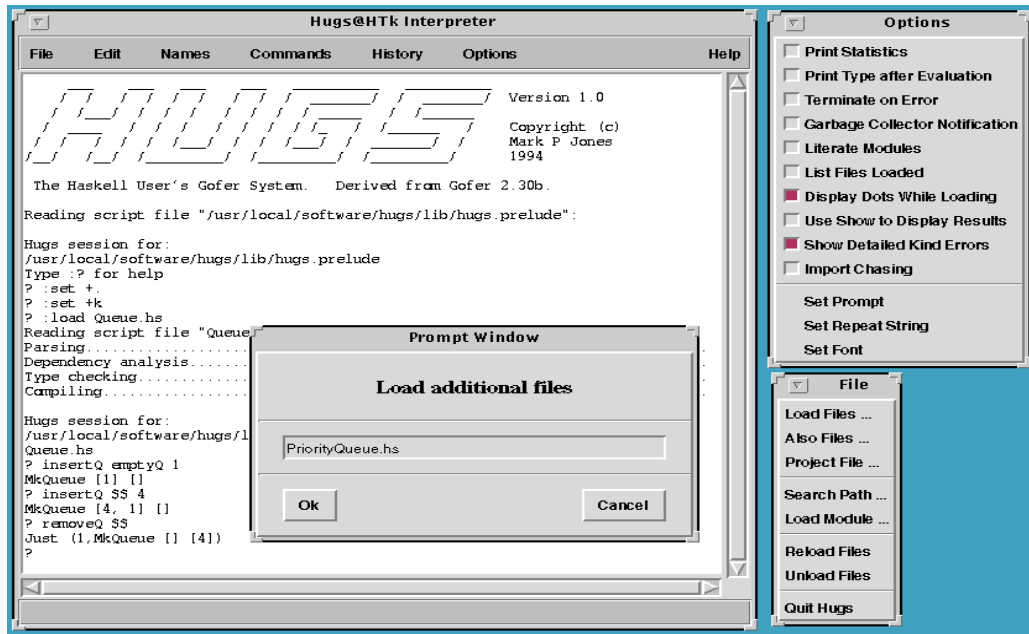 Hugs@HTk Interpreter
File Edit Names Commands History Options Help
HUGS
Version 1.0
Copyright (c)
Mark P Jones
1994
The Haskell User's Gofer System. Derived from Gofer 2.30b.
Reading script file "/usr/local/software/hugs/lib/hugs.prelude":
Hugs session for:
/usr/local/software/hugs/lib/hugs.prelude
Type :? for help
? :set +.
? :set +k
? :load Queue.hs
Reading script file "Queue
Parsing....................
Dependency analysis.......
Type checking................
Compiling....................
Hugs session for:
/usr/local/software/hugs/l
Queue.hs
? insertQ emptyQ 1
MkQueue [1] []
? insertQ $$ 4
MkQueue [4, 1] []
? removeQ $$
Just (1,MkQueue [] [4])
?
Prompt Window
Load additional files
PriorityQueue.hs
Ok Cancel
Options
Print Statistics
Print Type after Evaluation
Terminate on Error
Garbage Collector Notification
Literate Modules
List Files Loaded
Display Dots While Loading
Use Show to Display Results
Show Detailed Kind Errors
Import Chasing
Set Prompt
Set Repeat String
Set Font
File
Load Files ...
Also Files ...
Project File ...
Search Path ...
Load Module ...
Reload Files
Unload Files
Quit Hugs